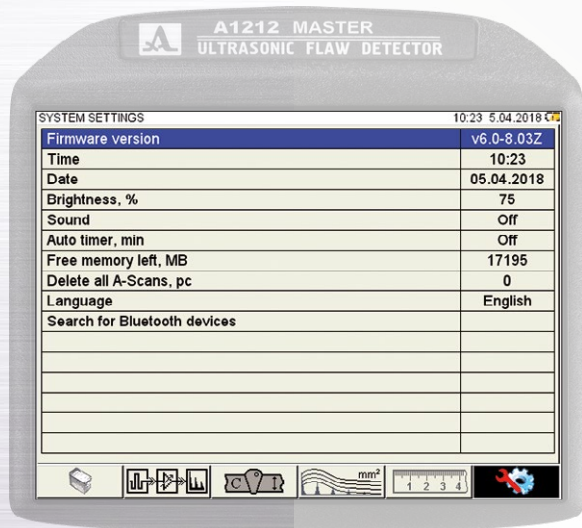 A1212 MASTER
ULTRASONIC FLAW DETECTOR
SYSTEM SETTINGS 10:23 5.04.2018
Firmware version v6.0-8.03Z
Time 10:23
Date 05.04.2018
Brightness, % 75
Sound Off
Auto timer, min Off
Free memory left, MB 17195
Delete all A-Scans, pc 0
Language English
Search for Bluetooth devices
C I mm² 1 2 3 4